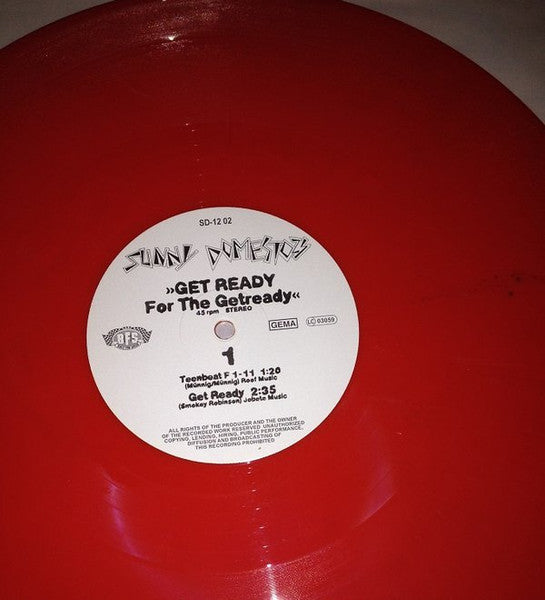 SD-12 02
SUNNY DOMESTOZS
»GET READY
For The Getready«
45 rpm STEREO
GFS
GEMA
LC 03059
1
Teenbeat F 1-11 1:20
(Münnig/Münnig) Roof Music
Get Ready 2:35
(Smokey Robinson) Jobete Music
ALL RIGHTS OF THE PRODUCER AND THE OWNER
OF THE RECORDED WORK RESERVED. UNAUTHORIZED
COPYING, LENDING, HIRING, PUBLIC PERFORMANCE,
DIFFUSION AND BROADCASTING OF
THIS RECORDING PROHIBITED